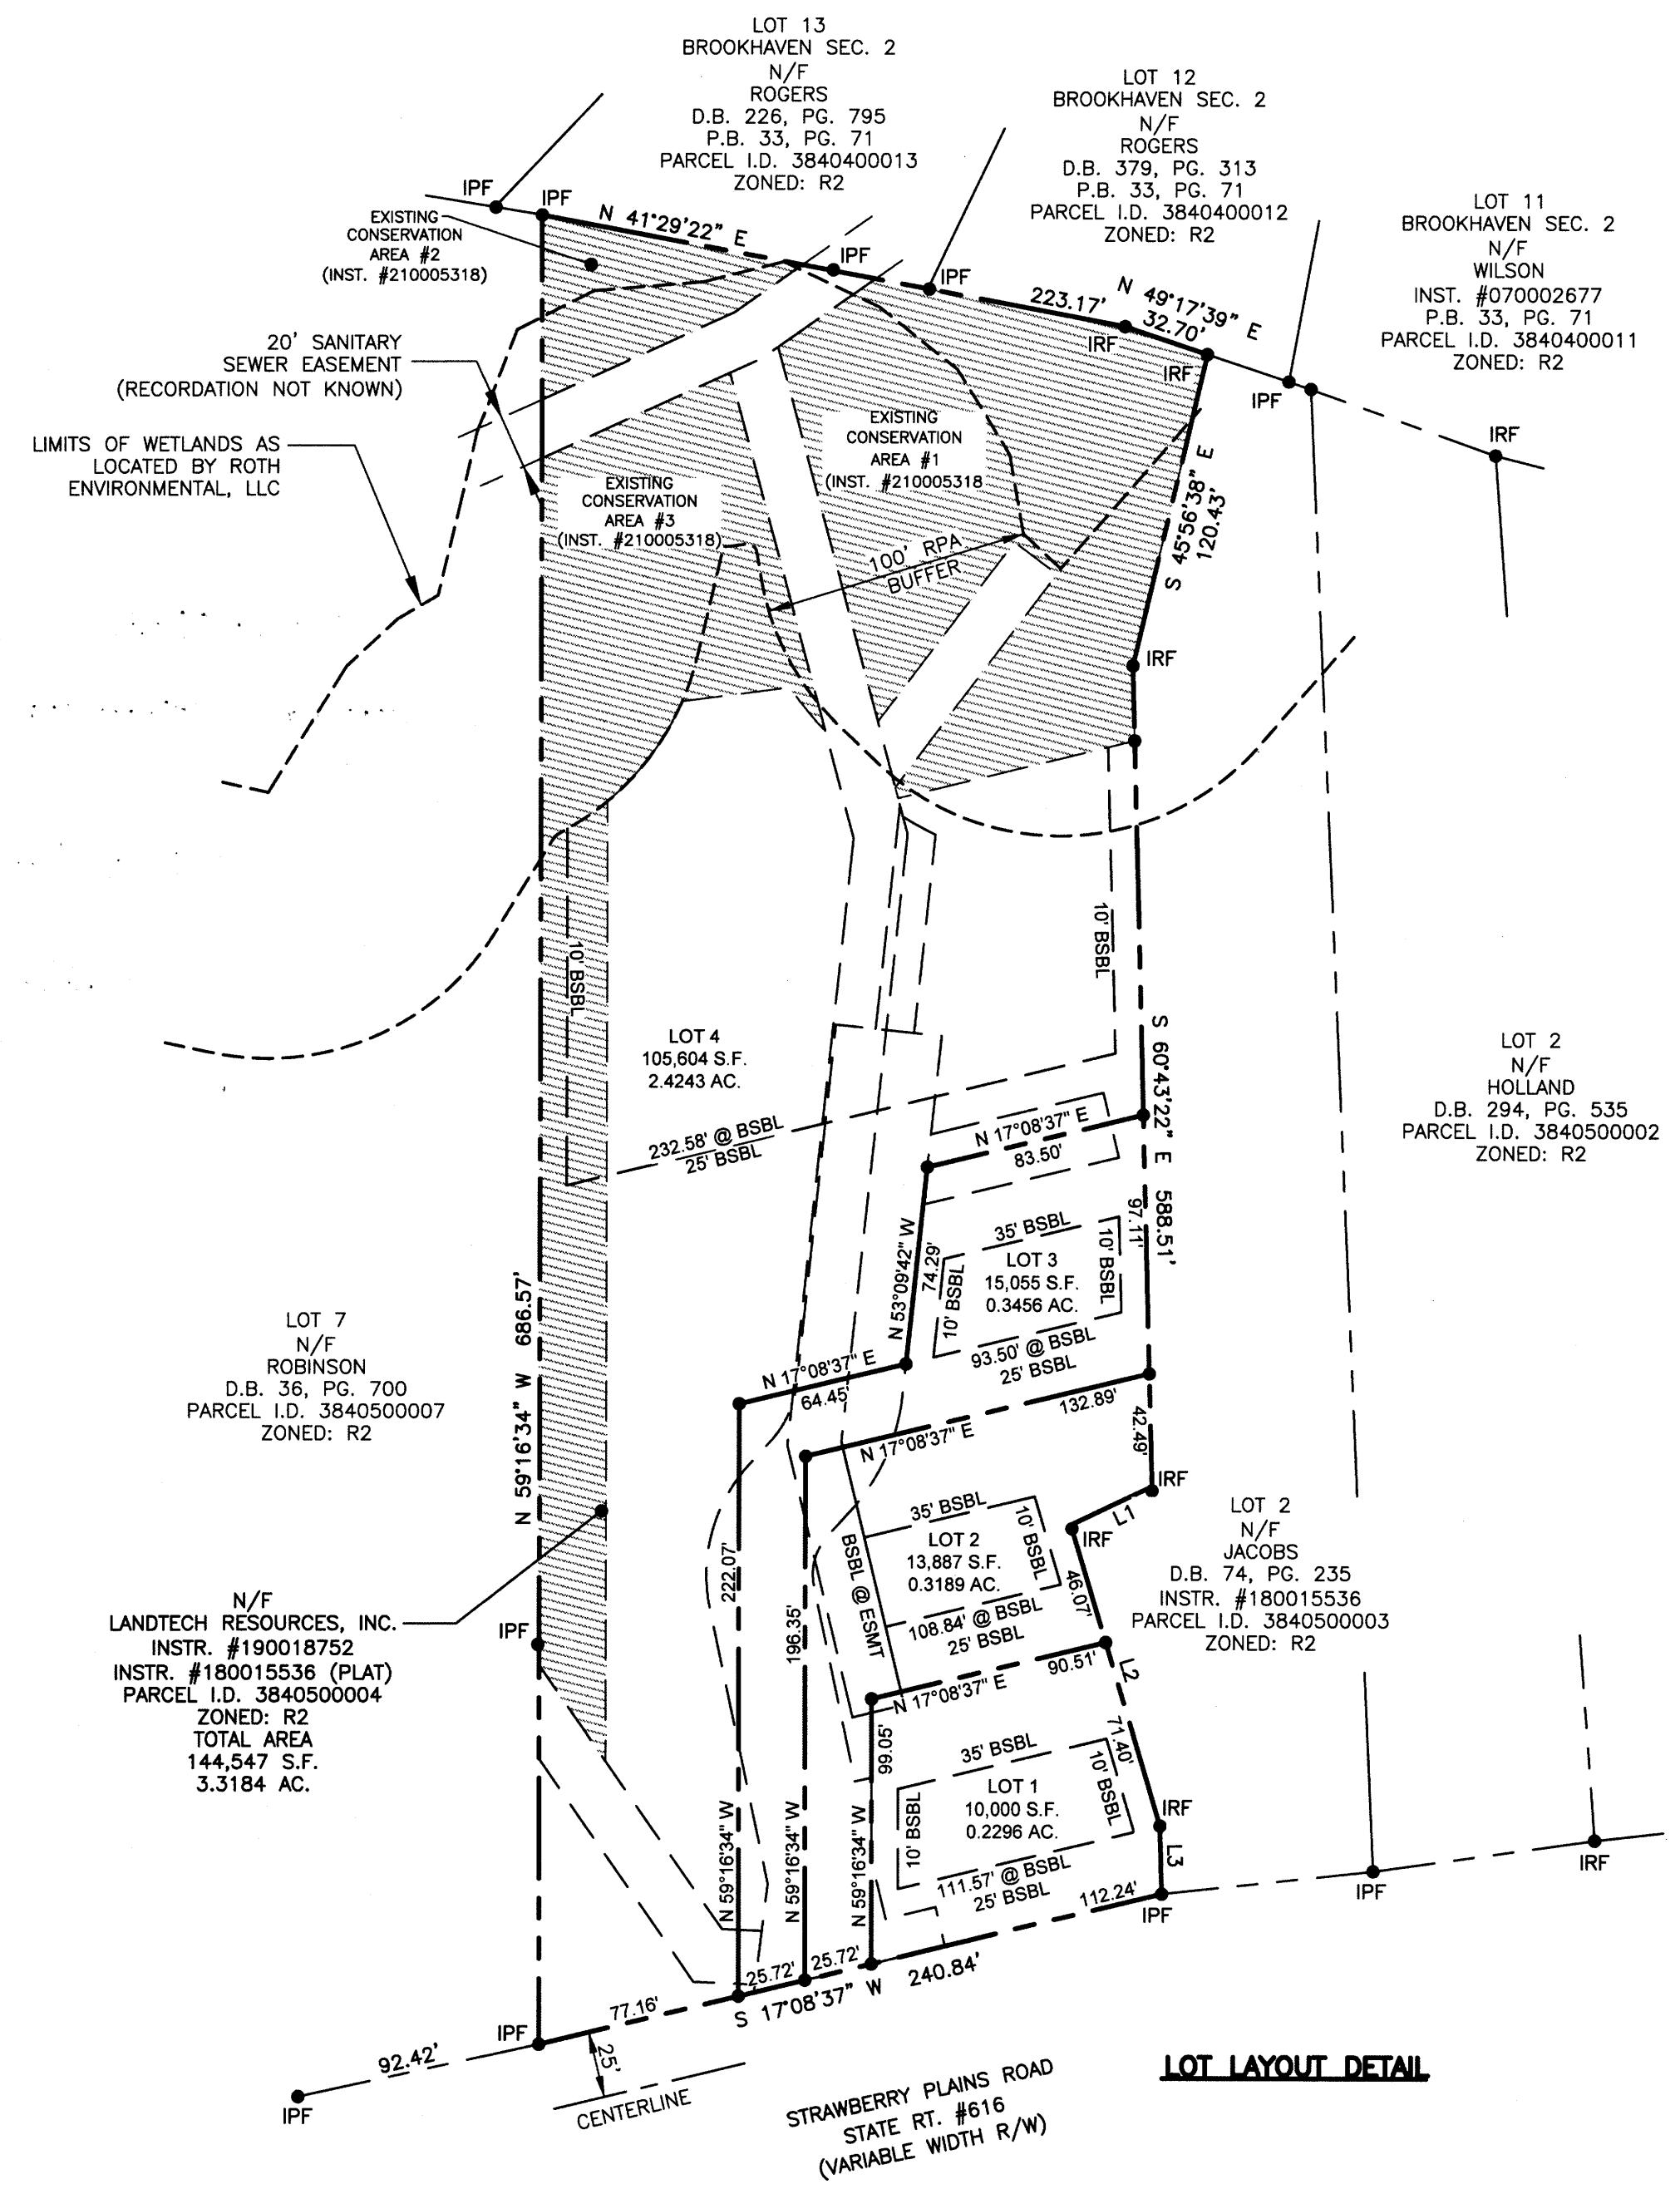 LOT 13
BROOKHAVEN SEC. 2
N/F
ROGERS
D.B. 226, PG. 795
P.B. 33, PG. 71
PARCEL I.D. 3840400013
ZONED: R2
LOT 12
BROOKHAVEN SEC. 2
N/F
ROGERS
D.B. 379, PG. 313
P.B. 33, PG. 71
PARCEL I.D. 3840400012
ZONED: R2
LOT 11
BROOKHAVEN SEC. 2
N/F
WILSON
INST. #070002677
P.B. 33, PG. 71
PARCEL I.D. 3840400011
ZONED: R2
IPF
IPF
N 41°29'22" E
IPF
IPF
223.17'
N 49°17'39" E
32.70'
IRF
IRF
IPF
IRF
EXISTING
CONSERVATION
AREA #2
(INST. #210005318)
20' SANITARY
SEWER EASEMENT
(RECORDATION NOT KNOWN)
LIMITS OF WETLANDS AS
LOCATED BY ROTH
ENVIRONMENTAL, LLC
EXISTING
CONSERVATION
AREA #1
(INST. #210005318
EXISTING
CONSERVATION
AREA #3
(INST. #210005318)
100' RPA
BUFFER
S 45°56'38" E
120.43'
IRF
10' BSBL
10' BSBL
LOT 4
105,604 S.F.
2.4243 AC.
232.58' @ BSBL
25' BSBL
S 60°43'22" E 588.51'
LOT 2
N/F
HOLLAND
D.B. 294, PG. 535
PARCEL I.D. 3840500002
ZONED: R2
N 17°08'37" E
83.50'
97.11'
N 53°09'42" W
74.29'
35' BSBL
10' BSBL
LOT 3
15,055 S.F.
0.3456 AC.
10' BSBL
93.50' @ BSBL
25' BSBL
N 59°16'34" W 686.57'
LOT 7
N/F
ROBINSON
D.B. 36, PG. 700
PARCEL I.D. 3840500007
ZONED: R2
N 17°08'37" E
64.45'
132.89'
N 17°08'37" E
42.49'
IRF
L1
IRF
35' BSBL
10' BSBL
LOT 2
13,887 S.F.
0.3189 AC.
BSBL @ ESMT
108.84' @ BSBL
25' BSBL
46.07'
LOT 2
N/F
JACOBS
D.B. 74, PG. 235
INSTR. #180015536
PARCEL I.D. 3840500003
ZONED: R2
222.07'
196.35'
N/F
LANDTECH RESOURCES, INC.
INSTR. #190018752
INSTR. #180015536 (PLAT)
PARCEL I.D. 3840500004
ZONED: R2
TOTAL AREA
144,547 S.F.
3.3184 AC.
IPF
90.51'
N 17°08'37" E
L2
99.05'
71.40'
35' BSBL
10' BSBL
LOT 1
10,000 S.F.
0.2296 AC.
10' BSBL
111.57' @ BSBL
25' BSBL
IRF
L3
N 59°16'34" W
N 59°16'34" W
N 59°16'34" W
112.24'
IPF
IPF
IRF
25.72'
25.72'
240.84'
S 17°08'37" W
77.16'
IPF
25'
92.42'
IPF
CENTERLINE
STRAWBERRY PLAINS ROAD
STATE RT. #616
(VARIABLE WIDTH R/W)
LOT LAYOUT DETAIL